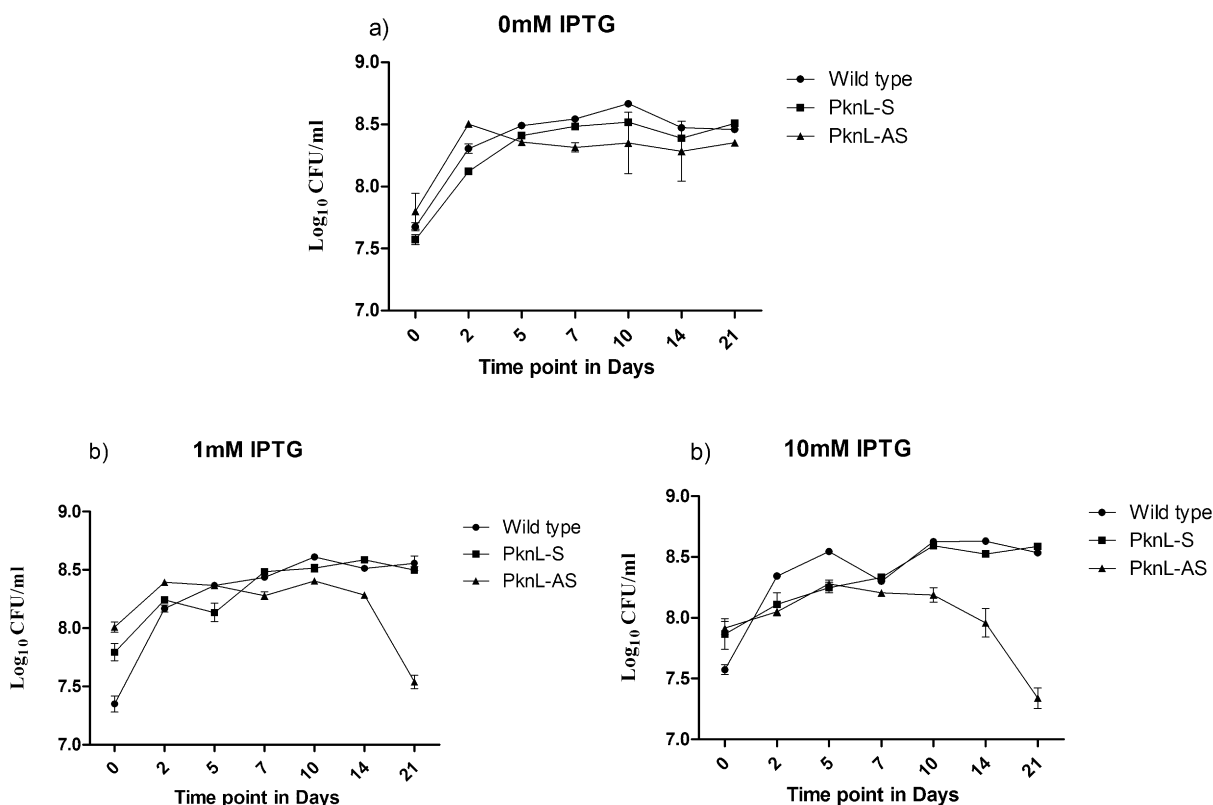 a)
0mM IPTG
9.0
8.5
8.0
7.5
7.0
Log10 CFU/ml
0 2 5 7 10 14 21
Time point in Days
Wild type
PknL-S
PknL-AS
b)
1mM IPTG
9.0
8.5
8.0
7.5
7.0
Log10 CFU/ml
0 2 5 7 10 14 21
Time point in Days
Wild type
PknL-S
PknL-AS
b)
10mM IPTG
9.0
8.5
8.0
7.5
7.0
Log10 CFU/ml
0 2 5 7 10 14 21
Time point in Days
Wild type
PknL-S
PknL-AS